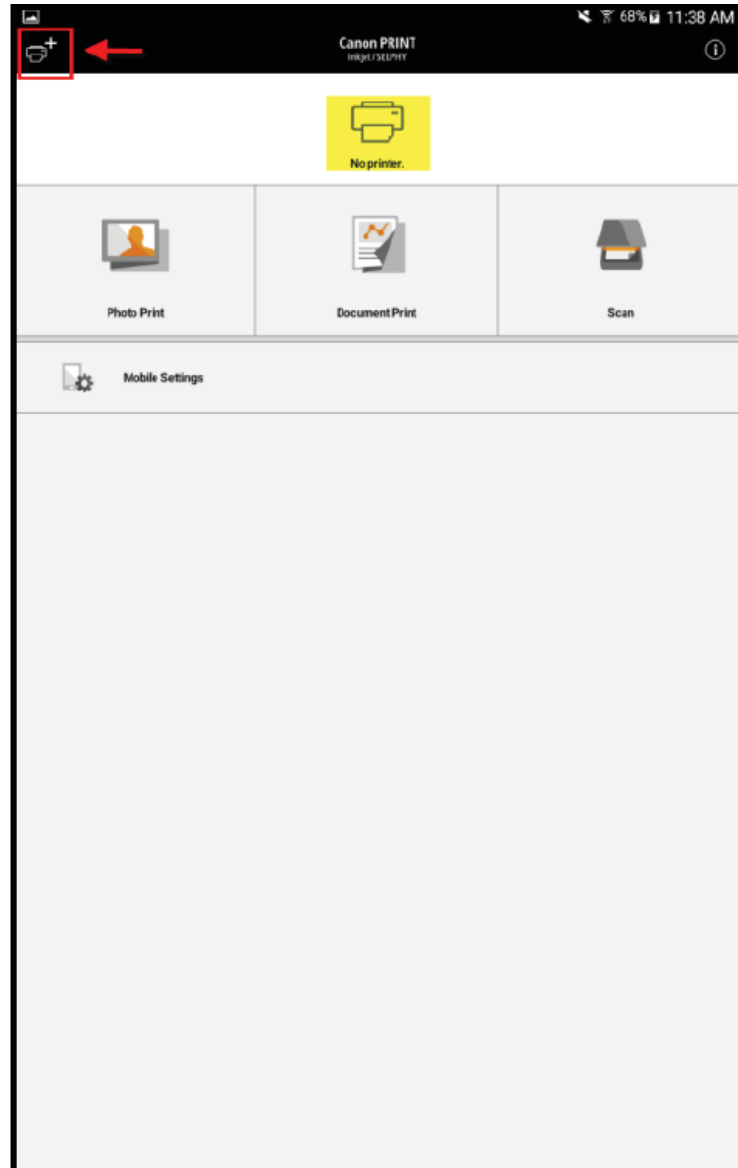 68% 11:38 AM
Canon PRINT
Inkjet/SELPHY
No printer.
Photo Print
Document Print
Scan
Mobile Settings